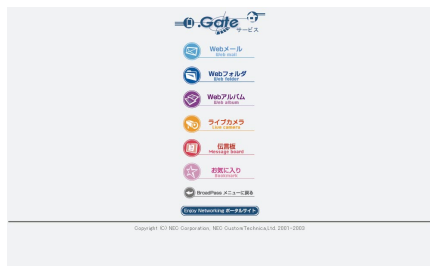 .Gate
サービス
Webメール
Web mail
Webフォルダ
Web folder
Webアルバム
Web album
ライブカメラ
Live camera
伝言板
Message board
お気に入り
Bookmark
BroadPass メニューに戻る
Enjoy Networking ポータルサイト
Copyright (C) NEC Corporation, NEC CustomTechnica,Ltd. 2001-2003